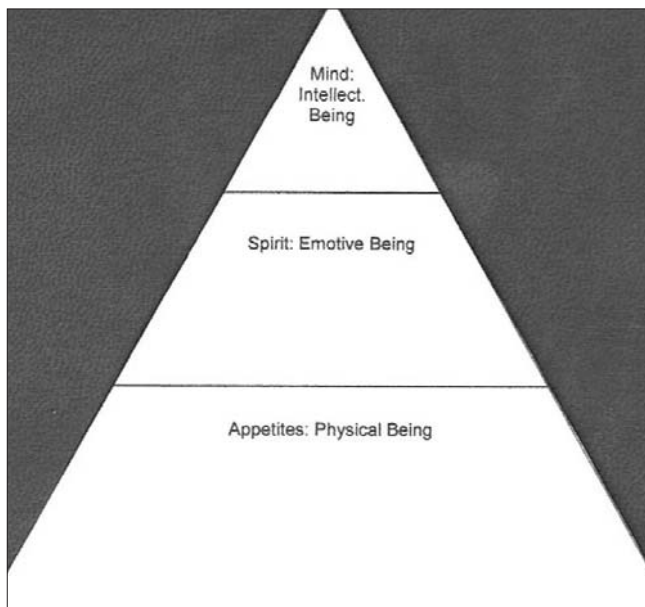 Mind:
Intellect.
Being
Spirit: Emotive Being
Appetites: Physical Being